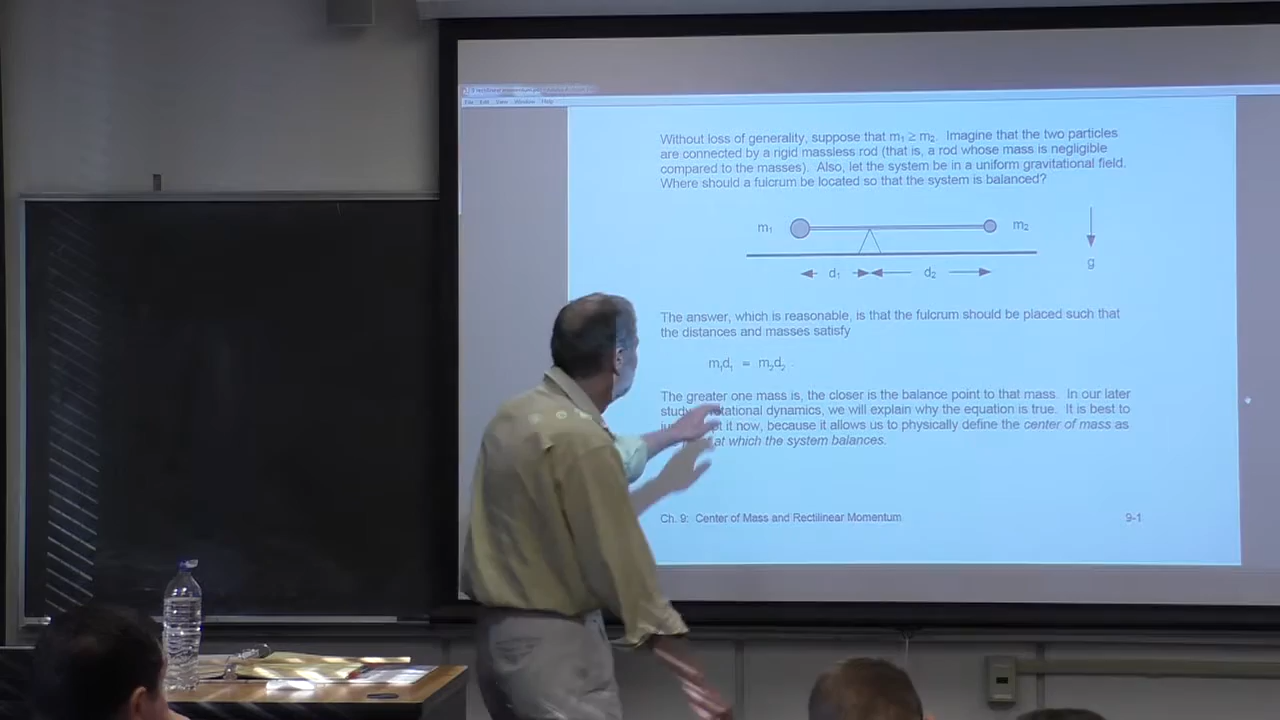 File Edit View Window Help
Without loss of generality, suppose that m₁ ≥ m₂. Imagine that the two particles
are connected by a rigid massless rod (that is, a rod whose mass is negligible
compared to the masses). Also, let the system be in a uniform gravitational field.
Where should a fulcrum be located so that the system is balanced?
m₁
m₂
g
d₁
d₂
The answer, which is reasonable, is that the fulcrum should be placed such that
the distances and masses satisfy
m₁d₁ = m₂d₂
The greater one mass is, the closer is the balance point to that mass. In our later
study rotational dynamics, we will explain why the equation is true. It is best to
it now, because it allows us to physically define the center of mass as
at which the system balances.
Ch. 9: Center of Mass and Rectilinear Momentum
9-1